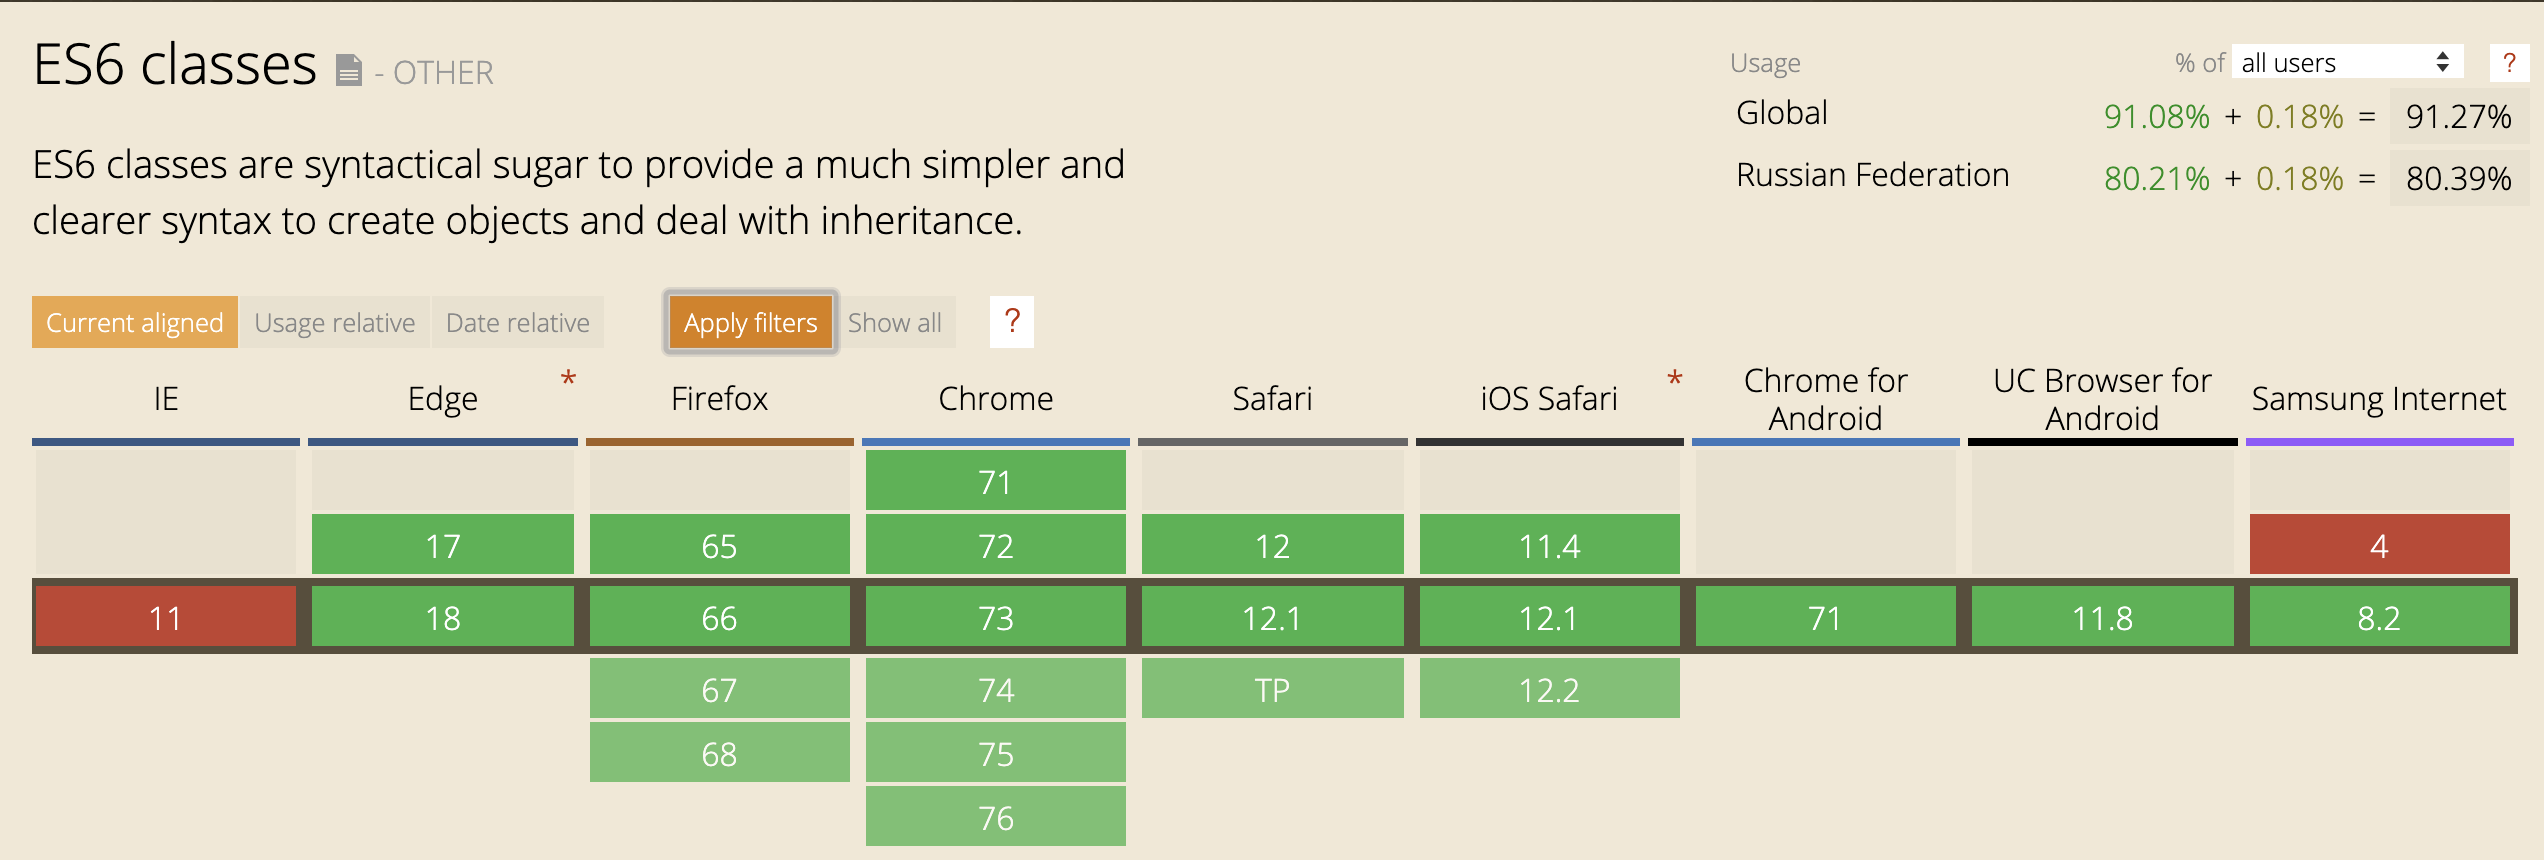 ES6 classes - OTHER
ES6 classes are syntactical sugar to provide a much simpler and
clearer syntax to create objects and deal with inheritance.
Usage % of all users ?
Global 91.08% + 0.18% = 91.27%
Russian Federation 80.21% + 0.18% = 80.39%
Current aligned Usage relative Date relative Apply filters Show all ?
IE Edge * Firefox Chrome Safari iOS Safari * Chrome for Android UC Browser for Android Samsung Internet
71
17 65 72 12 11.4 4
11 18 66 73 12.1 12.1 71 11.8 8.2
67 74 TP 12.2
68 75
76